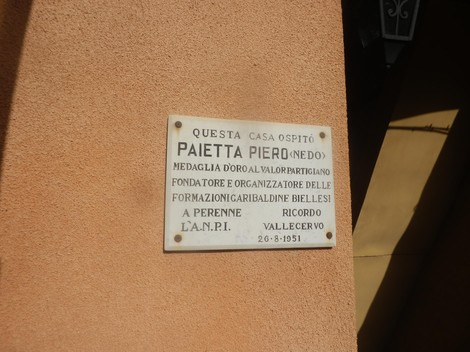 QUESTA CASA OSPITÒ
PAIETTA PIERO (NEDO)
MEDAGLIA D'ORO AL VALOR PARTIGIANO
FONDATORE E ORGANIZZATORE DELLE
FORMAZIONI GARIBALDINE BIELLESI
A PERENNE RICORDO
L'A.N.P.I. VALLECERVO
26-8-1951